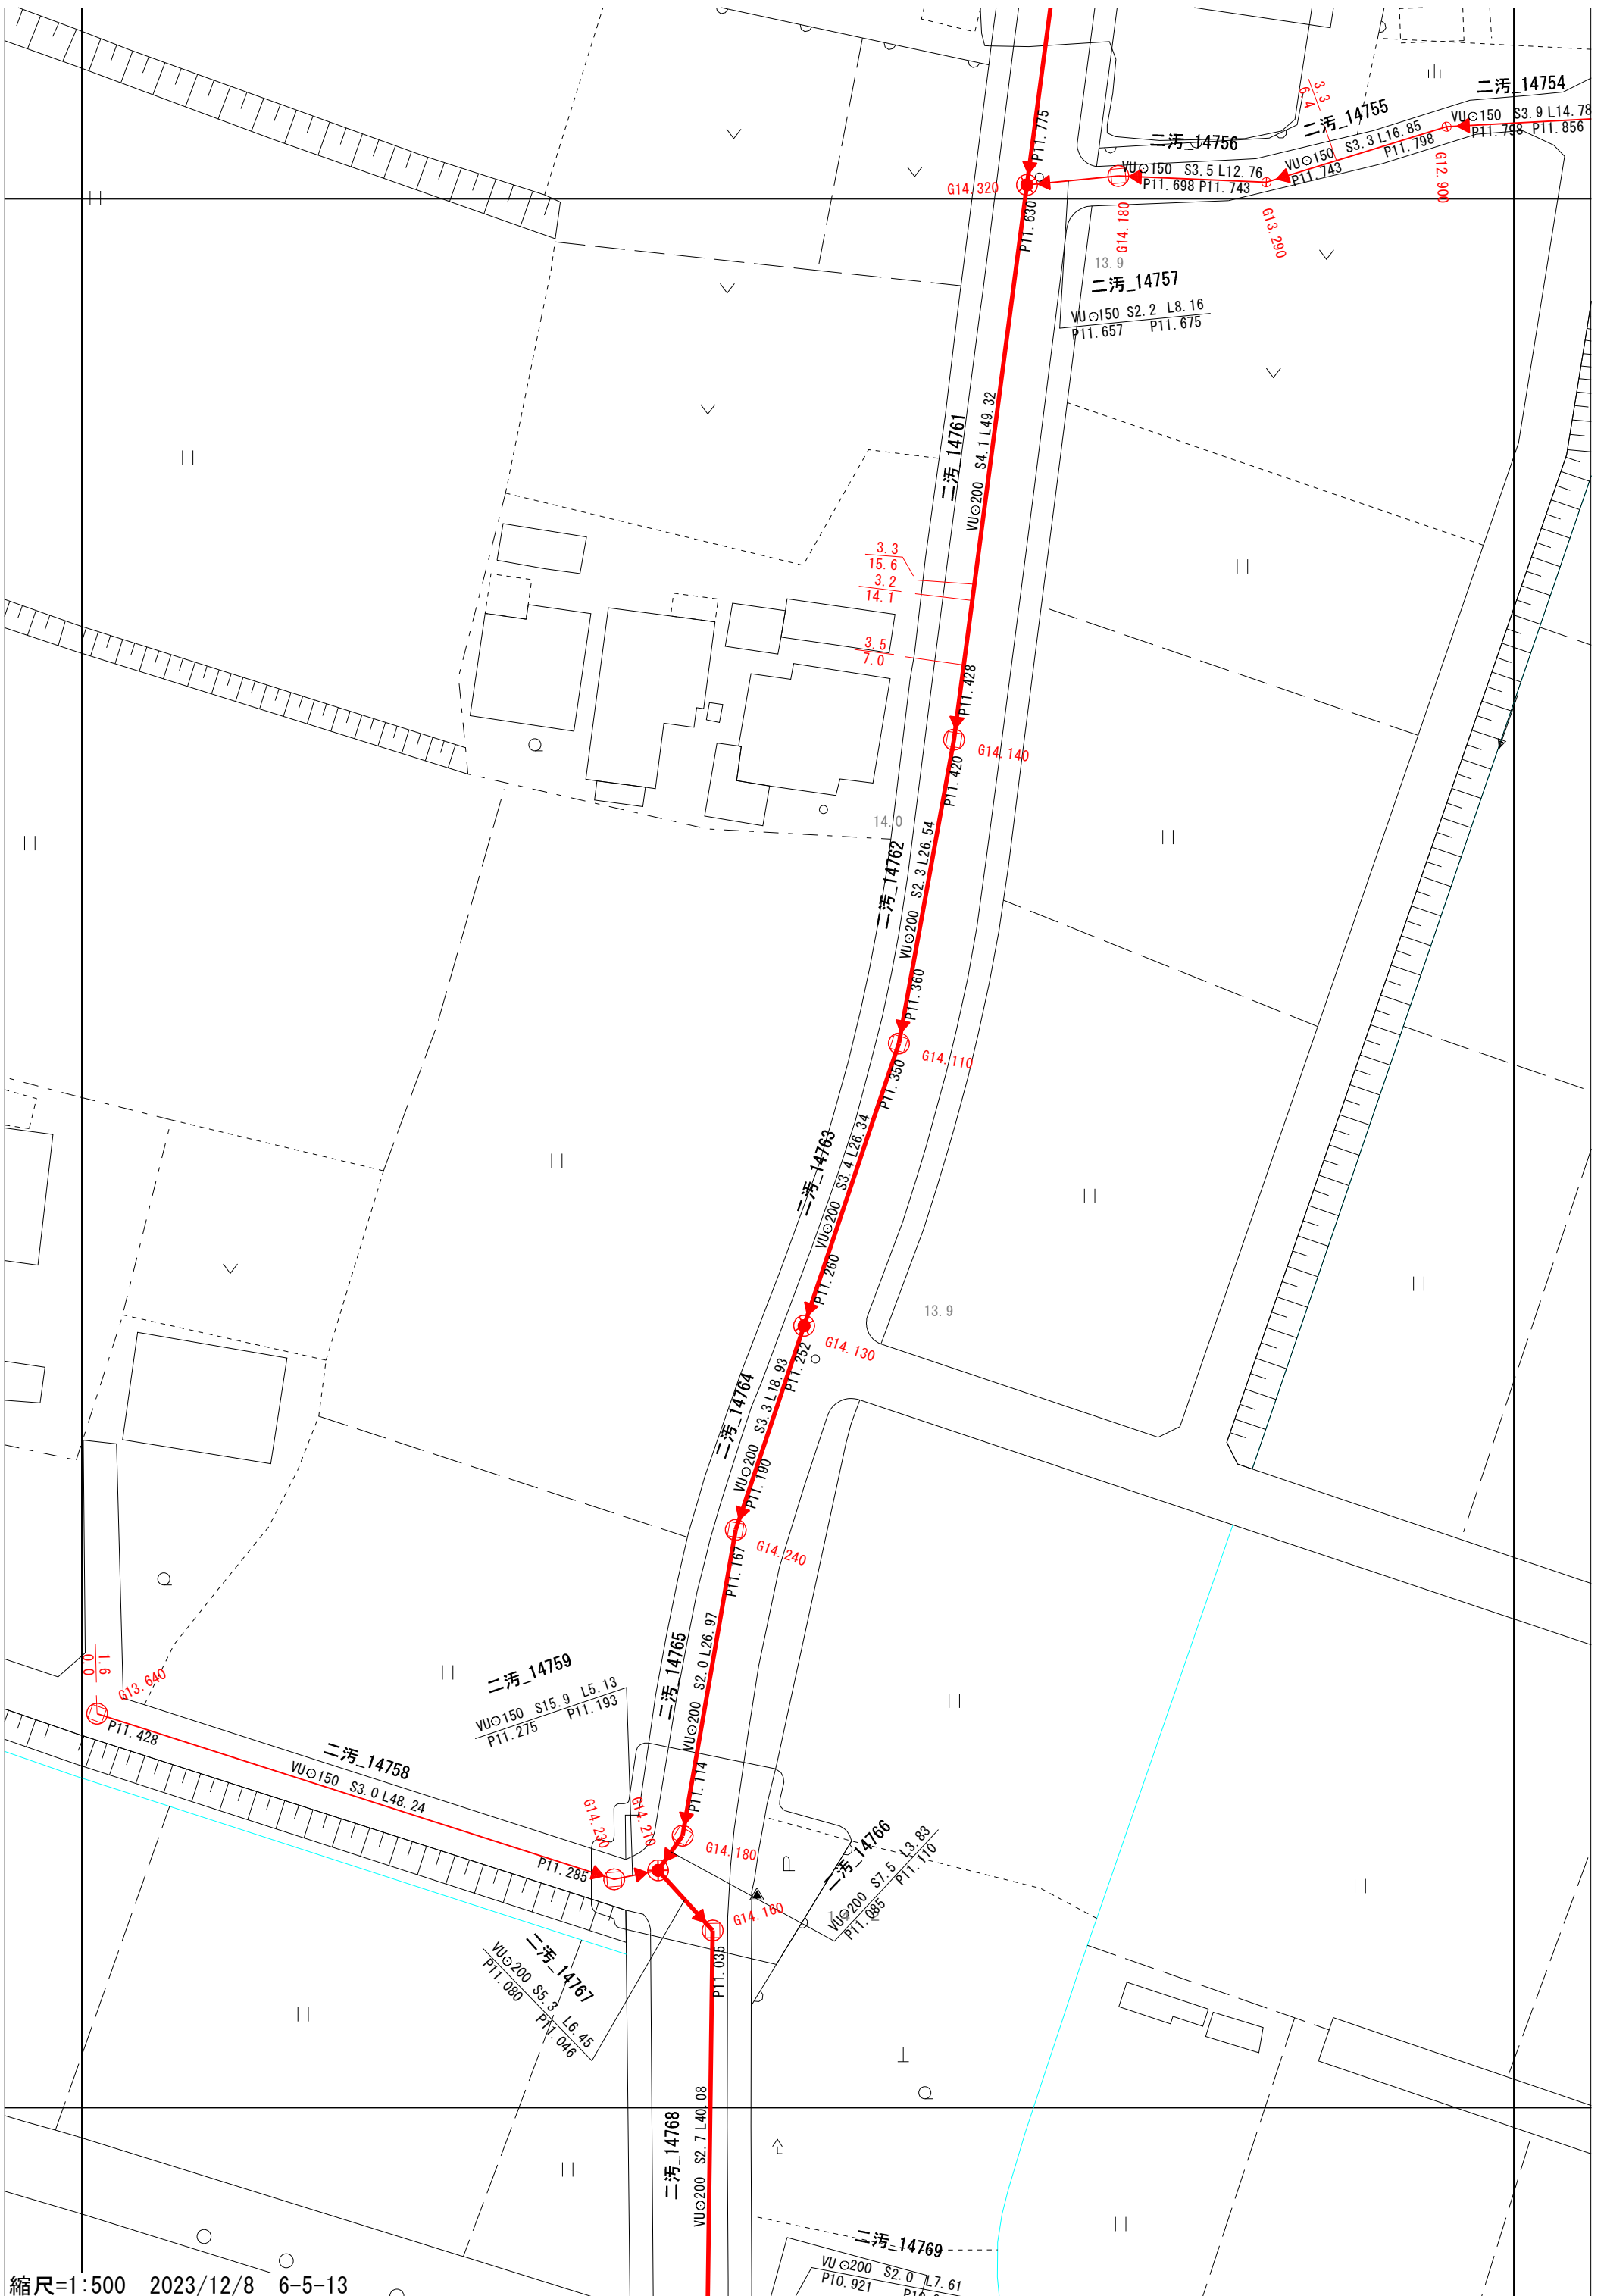 二汚_14754
VU⊙150 S3.9 L14.78
P11.798 P11.856
G12.900
二汚_14755
3.3
6.4
VU⊙150 S3.3 L16.85
P11.743 P11.798
G13.290
二汚_14756
VU⊙150 S3.5 L12.76
P11.698 P11.743
G14.180
P11.775
G14.320
P11.630
13.9
二汚_14757
VU⊙150 S2.2 L8.16
P11.657 P11.675
二汚_14761
VU⊙200 S4.1 L49.32
3.3
15.6
3.2
14.1
3.5
7.0
P11.428
G14.140
P11.420
14.0
二汚_14762
VU⊙200 S2.3 L26.54
P11.360
G14.110
P11.350
二汚_14763
VU⊙200 S3.4 L26.34
P11.260
13.9
G14.130
P11.252
二汚_14764
VU⊙200 S3.3 L18.93
P11.190
G14.240
P11.167
二汚_14765
VU⊙200 S2.0 L26.97
P11.114
二汚_14759
VU⊙150 S15.9 L5.13
P11.275 P11.193
1.6
0.0
G13.640
P11.428
二汚_14758
VU⊙150 S3.0 L48.24
P11.285
G14.230
G14.210
G14.180
二汚_14766
VU⊙200 S7.5 L3.83
P11.085 P11.110
G14.160
P11.035
二汚_14767
VU⊙200 S5.3 L6.45
P11.080 P11.046
二汚_14768
VU⊙200 S2.7 L40.08
二汚_14769
VU⊙200 S2.0 L7.61
P10.921
縮尺=1:500 2023/12/8 6-5-13